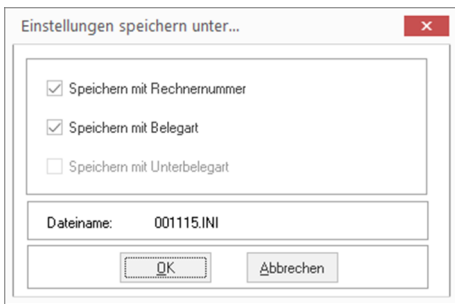 Einstellungen speichern unter...
Speichern mit Rechnernummer
Speichern mit Belegart
Speichern mit Unterbelegart
Dateiname: 001115.INI
OK Abbrechen